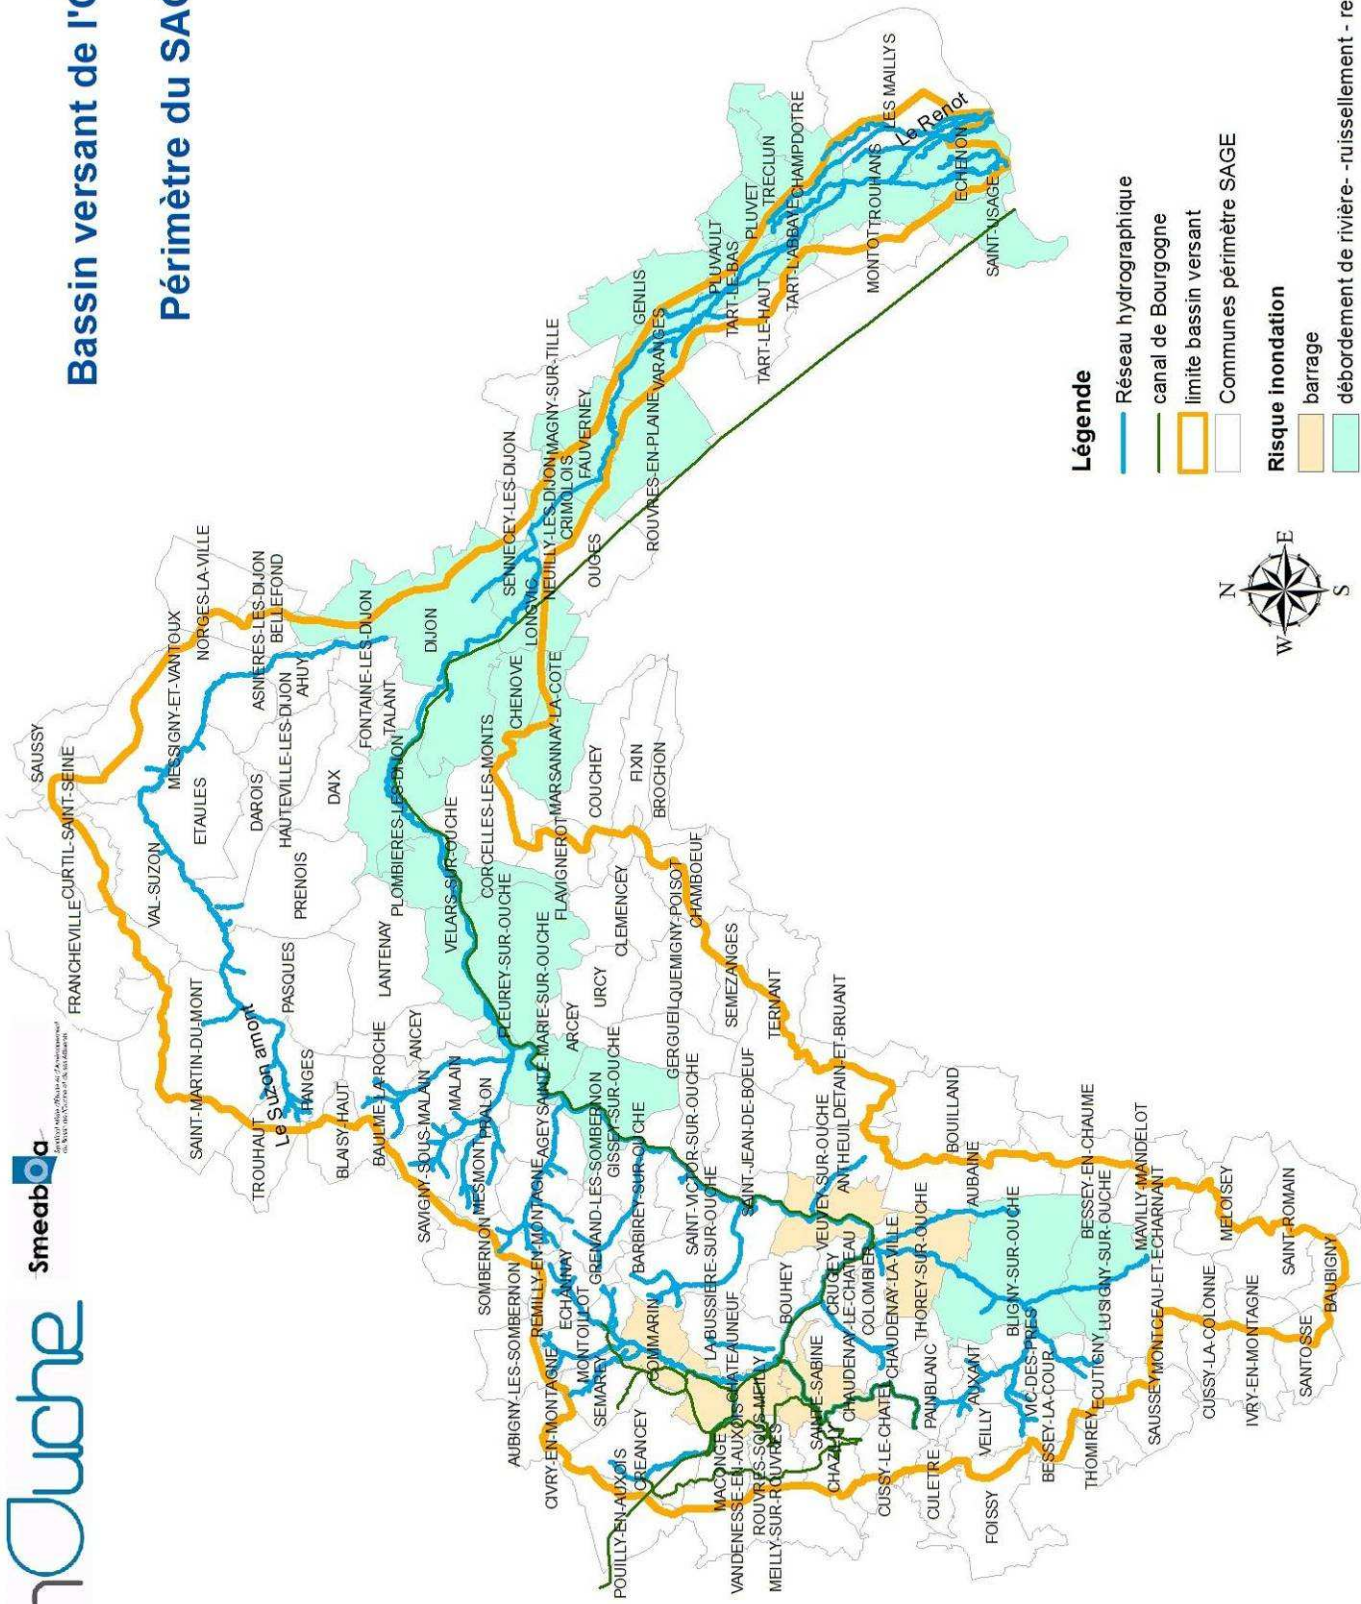 Bassin versant de l'O
Périmètre du SAG
Ouche
Smeaboa
SAUSSY
CURTIL-SAINT-SEINE
FRANCHEVILLE
MESSIGNY-ET-VANTOUX
NORGES-LA-VILLE
VAL-SUZON
ETAULES
SAINT-MARTIN-DU-MONT
ASNIERES-LES-DIJON
BELLEFOND
DAROIS
HAUTEVILLE-LES-DIJON
AHUY
TROUHAUT
Le Suzon amont
PASQUES
PRENOIS
PANGES
DAIX
BLAISY-HAUT
FONTAINE-LES-DIJON
TALANT
BAULME-LA-ROCHE
LANTENAY
PLOMBIERES-LES-DIJON
DIJON
ANCEY
SAVIGNY-SOUS-MALAIN
MALAIN
VELARS-SUR-OUCHE
PRALON
MESMONT
SOMBERNON
FLEUREY-SUR-OUCHE
CORCELLES-LES-MONTS
CHENOVE
LONGVIC
SENNECEY-LES-DIJON
NEUILLY-LES-DIJON
MAGNY-SUR-TILLE
CRIMOLOIS
FAUVERNEY
OUGES
AUBIGNY-LES-SOMBERNON
REMILLY-EN-MONTAGNE
AGEY
SAINTE-MARIE-SUR-OUCHE
FLAVIGNEROT
MARSANNAY-LA-COTE
CIVRY-EN-MONTAGNE
ECHANNAY
MONTOILLOT
GRENAND-LES-SOMBERNON
GISSEY-SUR-OUCHE
ARCEY
URCY
CLEMENCEY
COUCHEY
FIXIN
BROCHON
ROUVRES-EN-PLAINE
VARANGES
GENLIS
SEMAREY
BARBIREY-SUR-OUCHE
POUILLY-EN-AUXOIS
CREANCEY
COMMARIN
GERGUEIL
QUEMIGNY-POISOT
CHAMBOEUF
SAINT-VICTOR-SUR-OUCHE
LA BUSSIERE-SUR-OUCHE
CHATEAUNEUF
SEMEZANGES
MACONGE
VANDENESSE-EN-AUXOIS
SAINT-JEAN-DE-BOEUF
TERNANT
ROUVRES-SOUS-MEILLY
MEILLY-SUR-ROUVRES
BOUHEY
PLUVAULT
TART-LE-BAS
PLUVET
TRECLUN
TART-LE-HAUT
TART-L'ABBAYE
CHAMPDOTRE
SAINTE-SABINE
CRUGEY
VEUVEY-SUR-OUCHE
ANTHEUIL
DETAIN-ET-BRUANT
CHAZILLY
CHAUDENAY-LE-CHATEAU
COLOMBIER
CHAUDENAY-LA-VILLE
CUSSY-LE-CHATEL
THOREY-SUR-OUCHE
MONTOT
TROUHANS
LES MAILLYS
Le Renot
CULETRE
PAINBLANC
BOUILLAND
AUBAINE
ECHENON
SAINT-USAGE
FOISSY
VEILLY
AUXANT
BLIGNY-SUR-OUCHE
VIC-DES-PRES
BESSEY-LA-COUR
BESSEY-EN-CHAUME
LUSIGNY-SUR-OUCHE
THOMIREY
ECUTIGNY
MAVILLY-MANDELOT
SAUSSEY
MONTCEAU-ET-ECHARNANT
CUSSY-LA-COLONNE
MELOISEY
IVRY-EN-MONTAGNE
SAINT-ROMAIN
SANTOSSE
BAUBIGNY
N
W
E
S
Légende
Réseau hydrographique
canal de Bourgogne
limite bassin versant
Communes périmètre SAGE
Risque inondation
barrage
débordement de rivière- -ruissellement - re